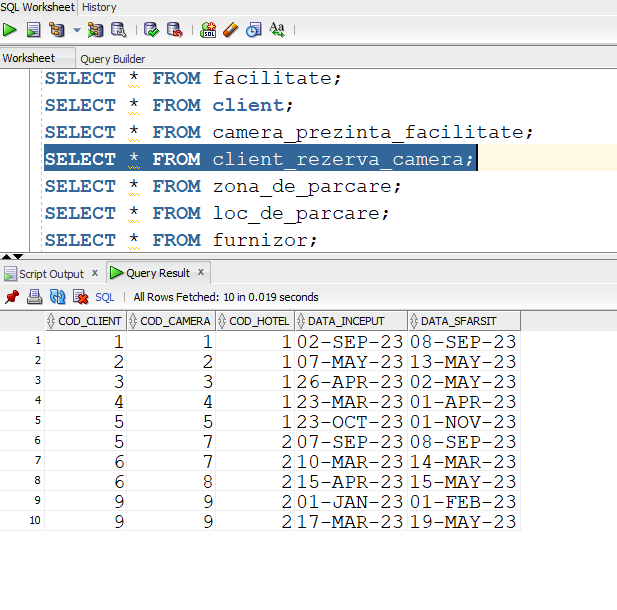 SQL Worksheet History
Worksheet Query Builder
SELECT * FROM facilitate;
SELECT * FROM client;
SELECT * FROM camera_prezinta_facilitate;
SELECT * FROM client_rezerva_camera;
SELECT * FROM zona_de_parcare;
SELECT * FROM loc_de_parcare;
SELECT * FROM furnizor;
Script Output x Query Result x
SQL | All Rows Fetched: 10 in 0.019 seconds
COD_CLIENT COD_CAMERA COD_HOTEL DATA_INCEPUT DATA_SFARSIT
1 1 1 1 02-SEP-23 08-SEP-23
2 2 2 1 07-MAY-23 13-MAY-23
3 3 3 1 26-APR-23 02-MAY-23
4 4 4 1 23-MAR-23 01-APR-23
5 5 5 1 23-OCT-23 01-NOV-23
6 5 7 2 07-SEP-23 08-SEP-23
7 6 7 2 10-MAR-23 14-MAR-23
8 6 8 2 15-APR-23 15-MAY-23
9 9 9 2 01-JAN-23 01-FEB-23
10 9 9 2 17-MAR-23 19-MAY-23